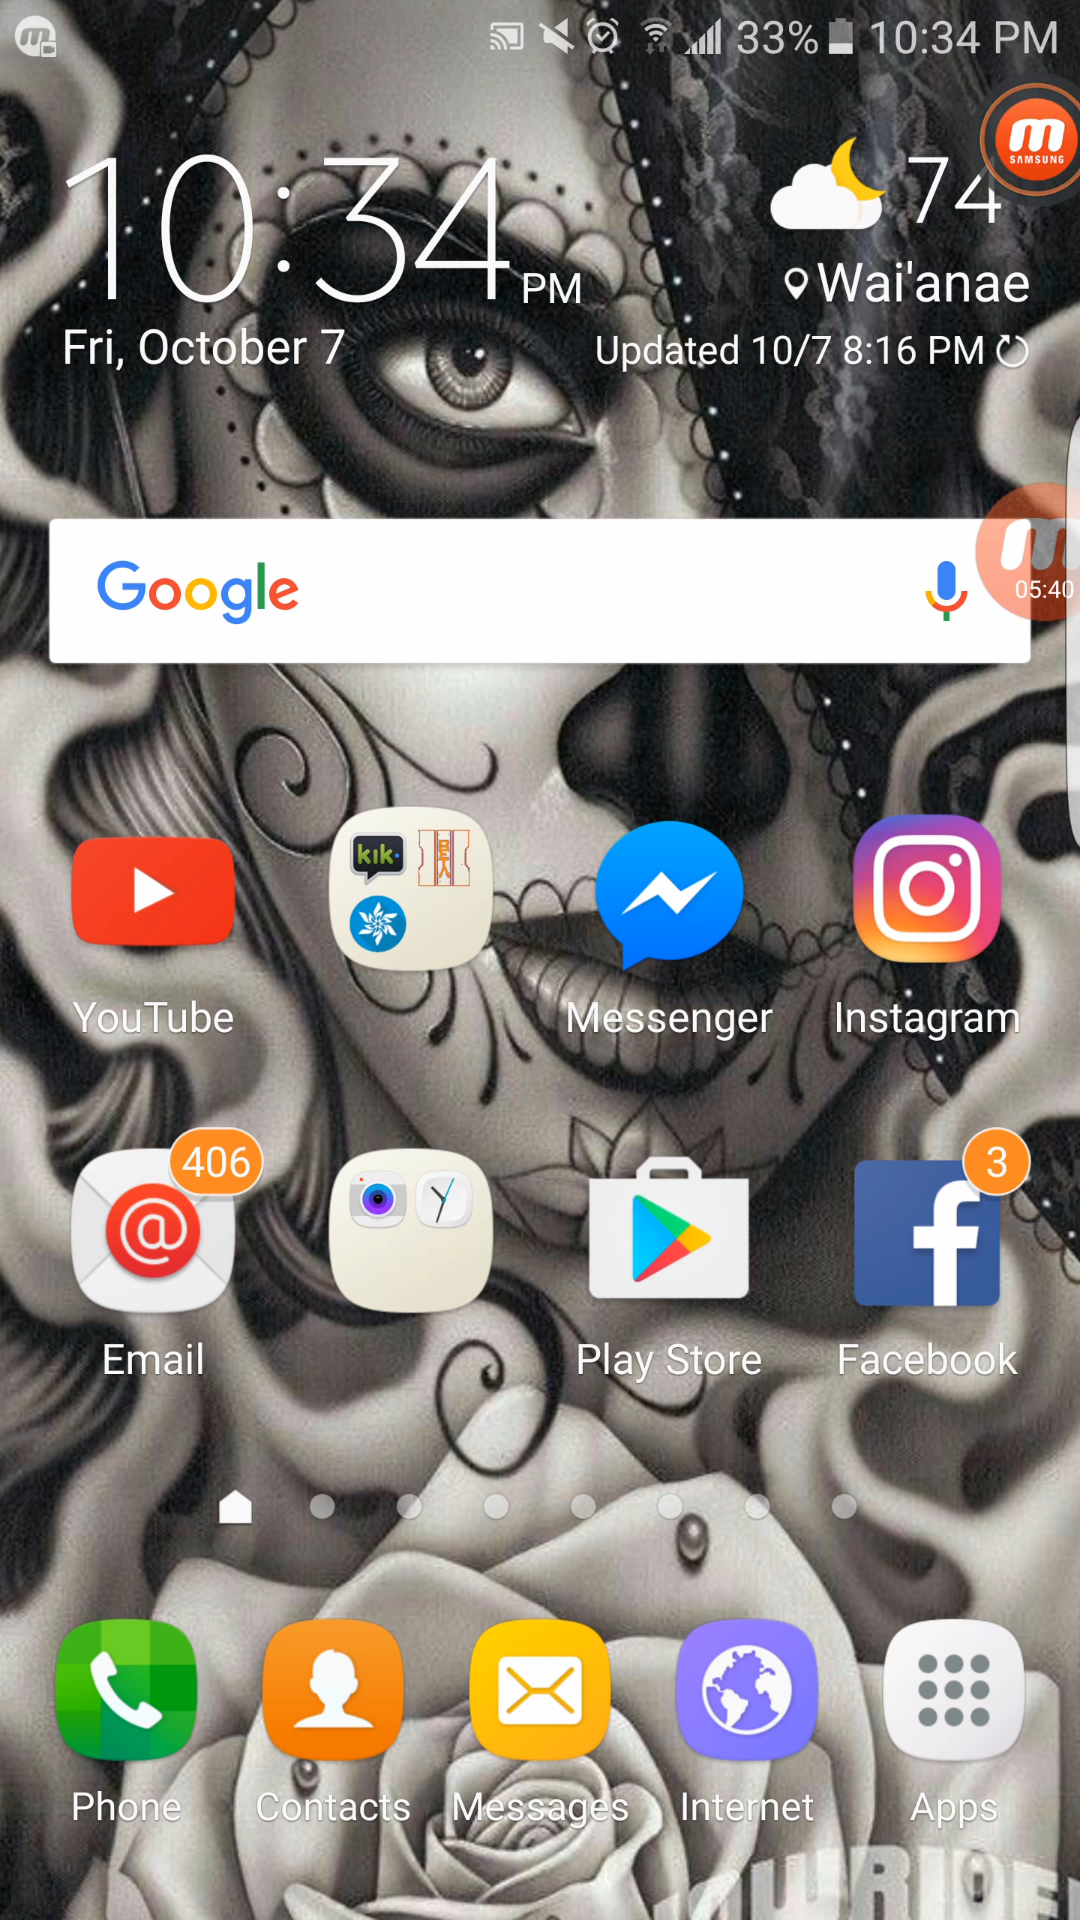 33% 10:34 PM
10:34 PM
74
SAMSUNG
Wai'anae
Fri, October 7
Updated 10/7 8:16 PM
Google
05:40
kik
YouTube
Messenger
Instagram
406
3
Email
Play Store
Facebook
Phone
Contacts
Messages
Internet
Apps